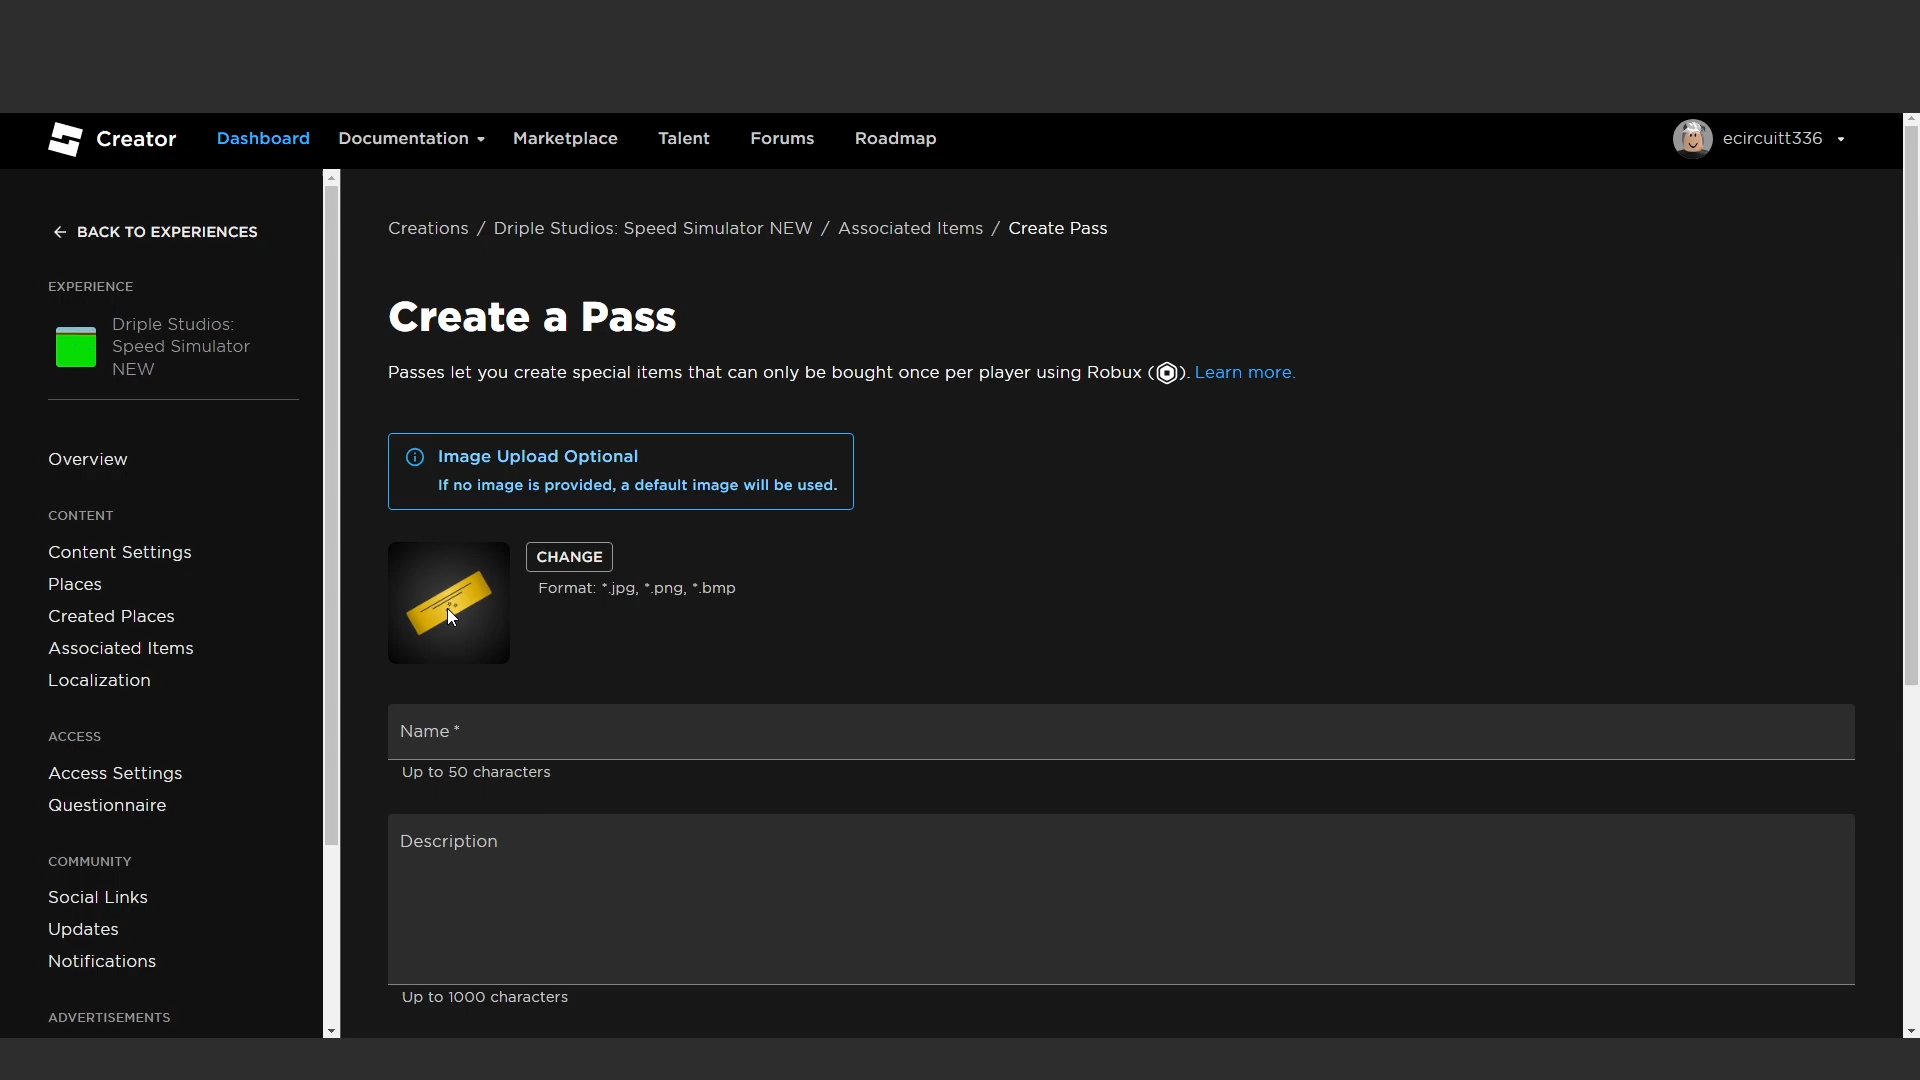 Creator
Dashboard
Documentation
Marketplace
Talent
Forums
Roadmap
ecircuitt336
BACK TO EXPERIENCES
EXPERIENCE
Driple Studios:
Speed Simulator
NEW
Overview
CONTENT
Content Settings
Places
Created Places
Associated Items
Localization
ACCESS
Access Settings
Questionnaire
COMMUNITY
Social Links
Updates
Notifications
ADVERTISEMENTS
Creations / Driple Studios: Speed Simulator NEW / Associated Items / Create Pass
Create a Pass
Passes let you create special items that can only be bought once per player using Robux (). Learn more.
Image Upload Optional
If no image is provided, a default image will be used.
CHANGE
Format: *.jpg, *.png, *.bmp
Name *
Up to 50 characters
Description
Up to 1000 characters